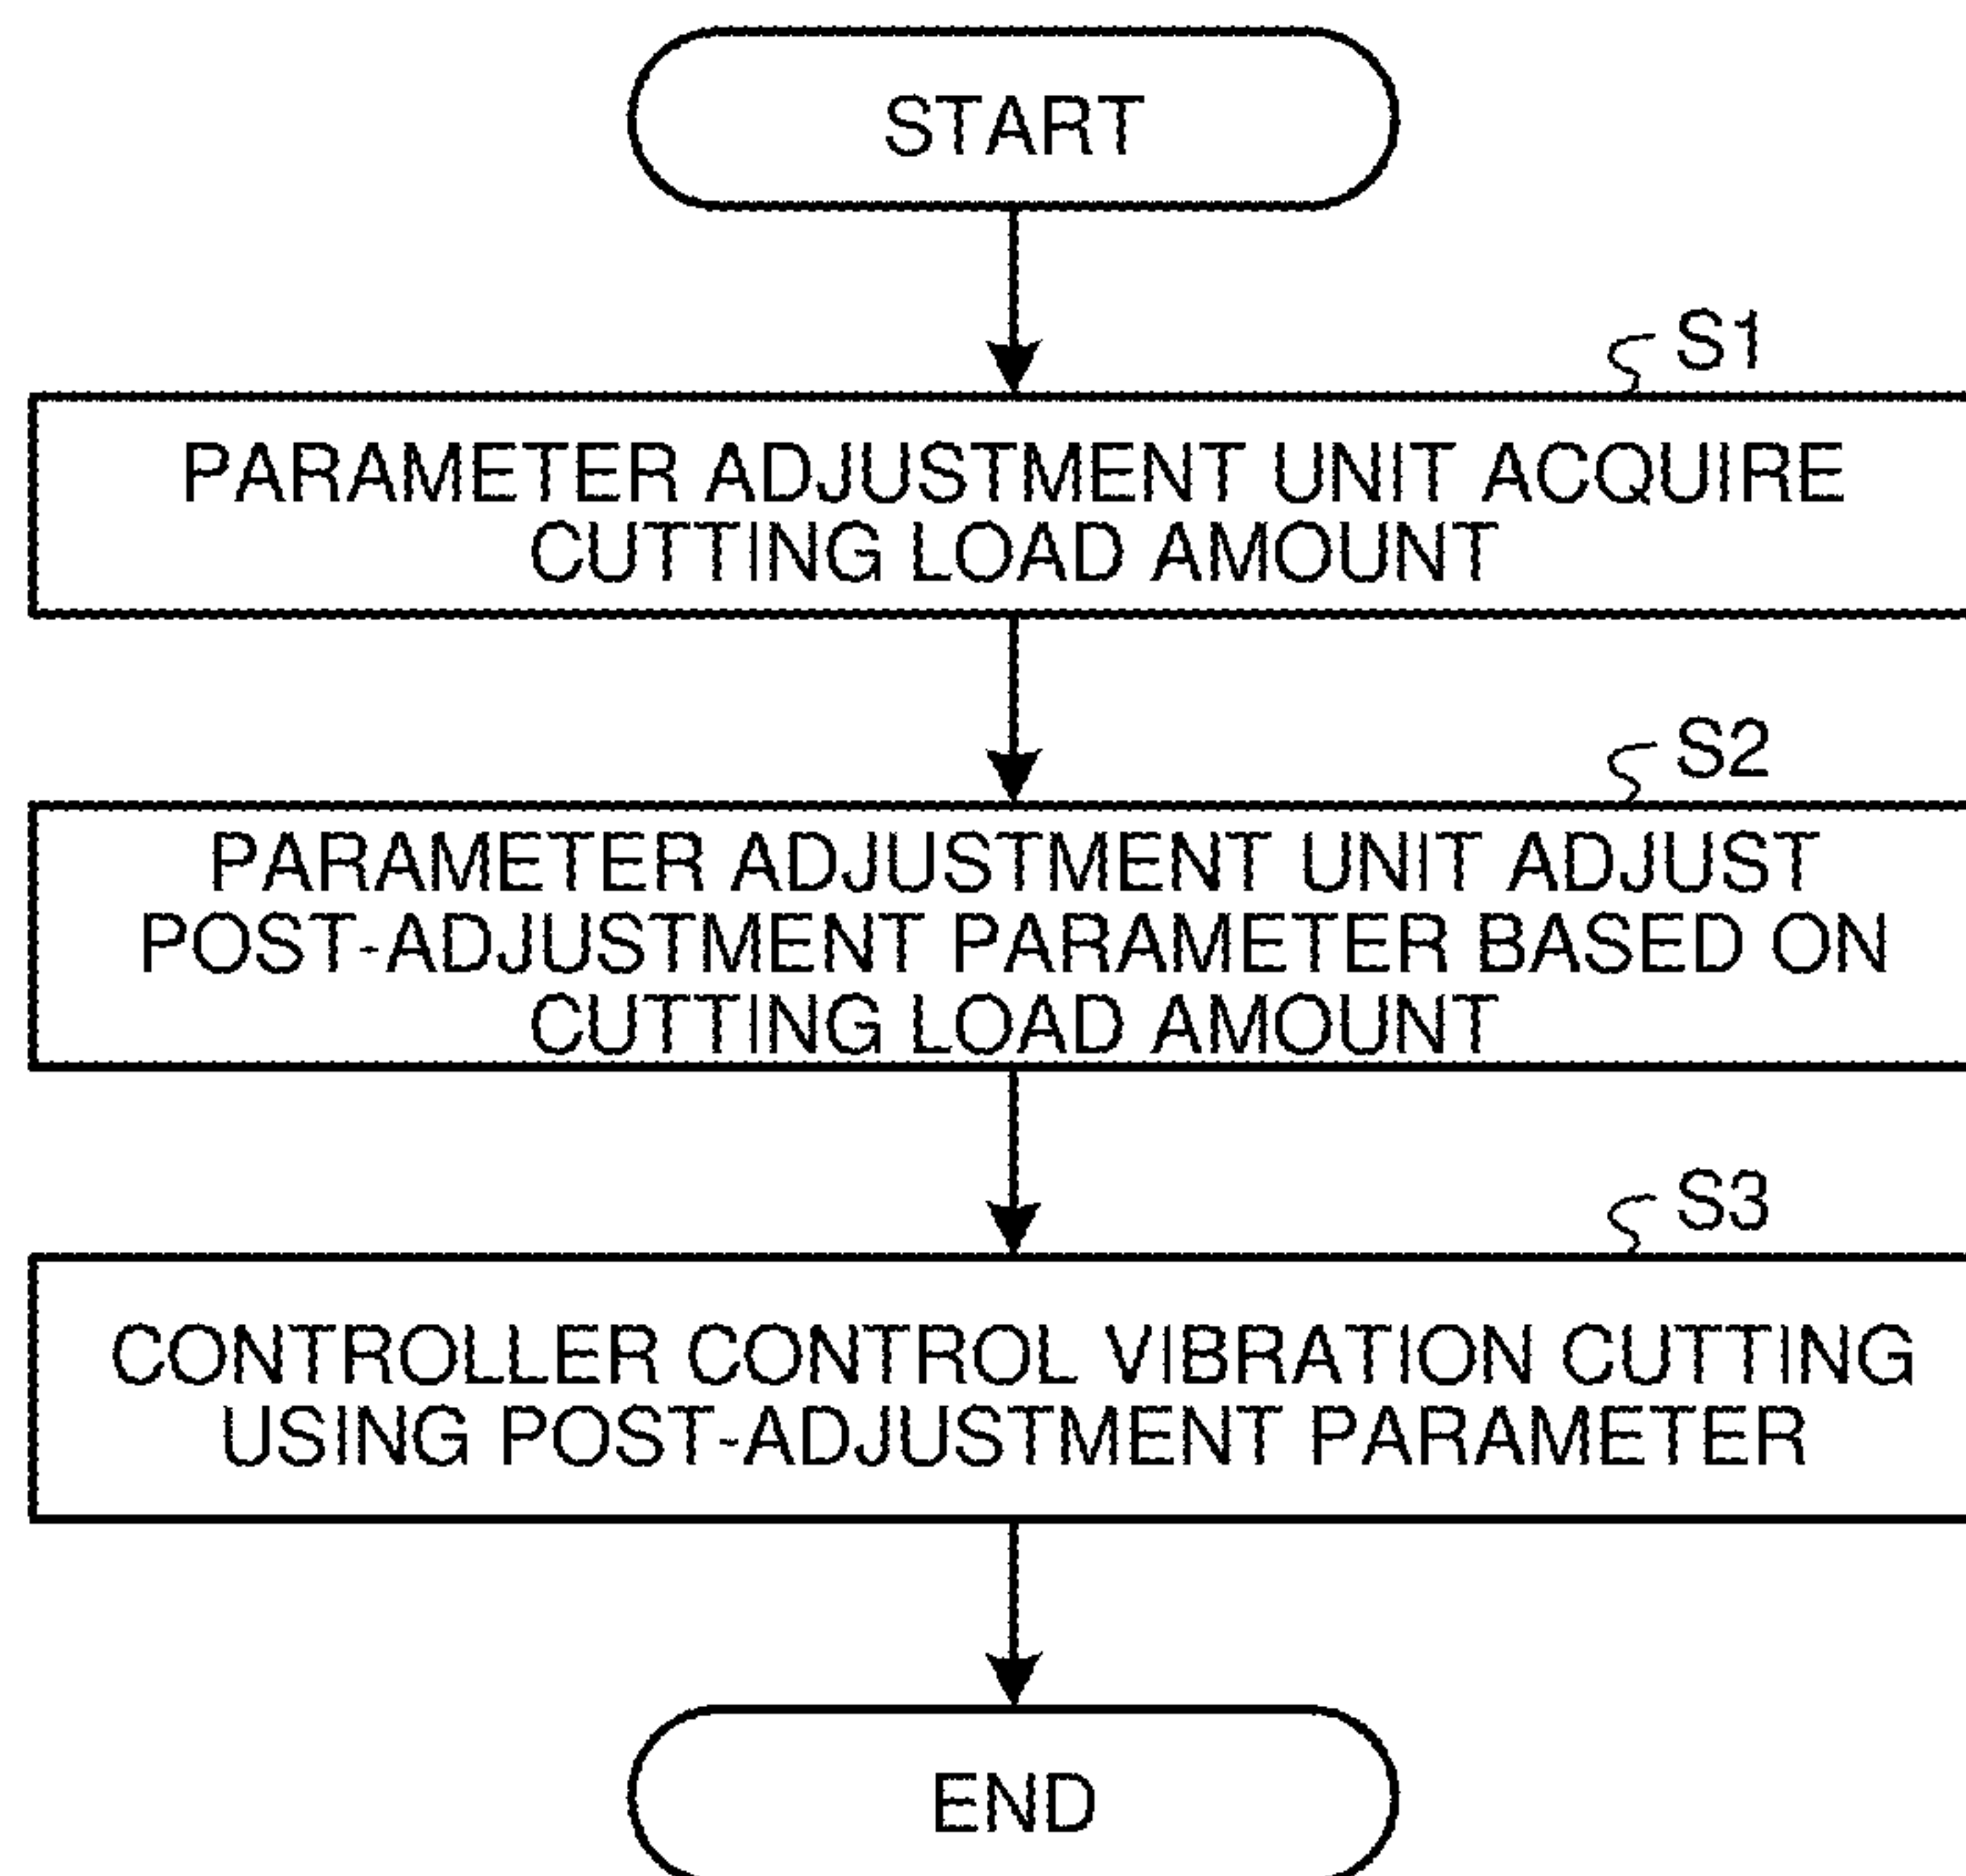 START
S1
PARAMETER ADJUSTMENT UNIT ACQUIRE
CUTTING LOAD AMOUNT
S2
PARAMETER ADJUSTMENT UNIT ADJUST
POST-ADJUSTMENT PARAMETER BASED ON
CUTTING LOAD AMOUNT
S3
CONTROLLER CONTROL VIBRATION CUTTING
USING POST-ADJUSTMENT PARAMETER
END